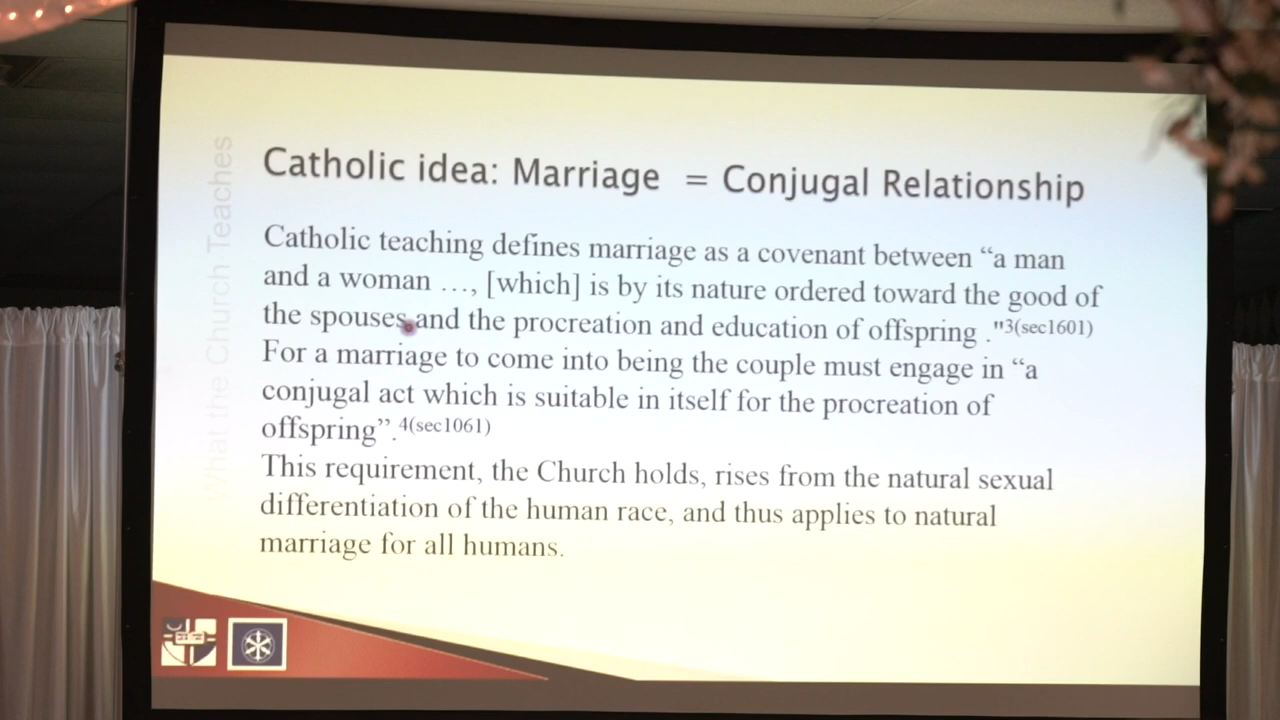 What the Church Teaches
Catholic idea: Marriage = Conjugal Relationship
Catholic teaching defines marriage as a covenant between “a man
and a woman …, [which] is by its nature ordered toward the good of
the spouses and the procreation and education of offspring ."3(sec1601)
For a marriage to come into being the couple must engage in “a
conjugal act which is suitable in itself for the procreation of
offspring”.4(sec1061)
This requirement, the Church holds, rises from the natural sexual
differentiation of the human race, and thus applies to natural
marriage for all humans.